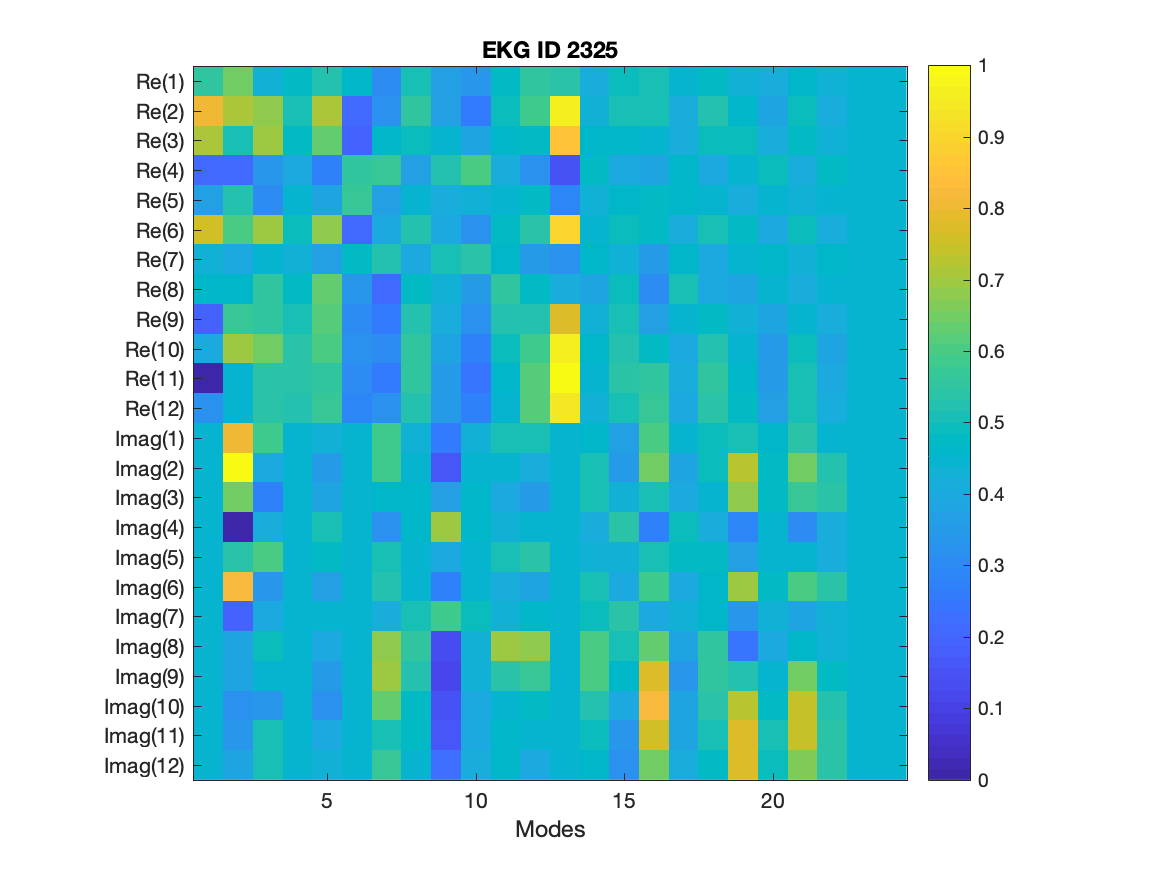 EKG ID 2325
Re(1)
Re(2)
Re(3)
Re(4)
Re(5)
Re(6)
Re(7)
Re(8)
Re(9)
Re(10)
Re(11)
Re(12)
Imag(1)
Imag(2)
Imag(3)
Imag(4)
Imag(5)
Imag(6)
Imag(7)
Imag(8)
Imag(9)
Imag(10)
Imag(11)
Imag(12)
5 10 15 20
Modes
1
0.9
0.8
0.7
0.6
0.5
0.4
0.3
0.2
0.1
0